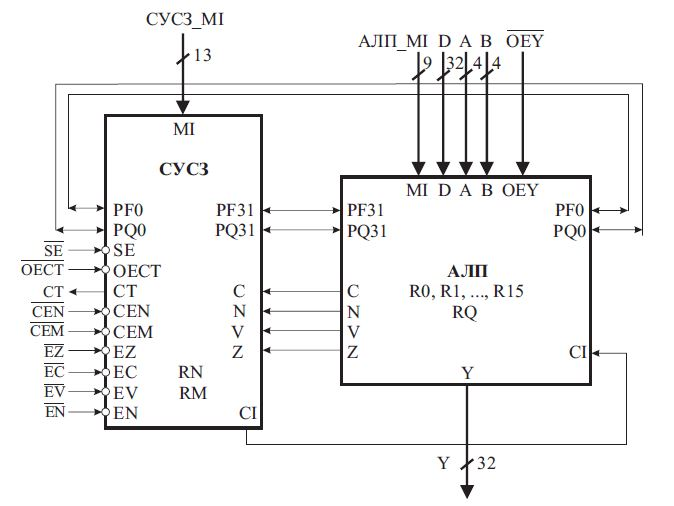 СУСЗ_МІ
13
АЛП_МІ D A B OEY
9 32 4 4
MI
СУСЗ
MI D A B OEY
PF0 PF31 PF31 PF0
PQ0 PQ31 PQ31 PQ0
SE SE
OECT OECT
АЛП
CT CT C C R0, R1, ..., R15
CEN CEN N N RQ
CEM CEM V V
EZ EZ Z Z CI
EC EC RN
EV EV RM Y
EN EN CI
Y 32